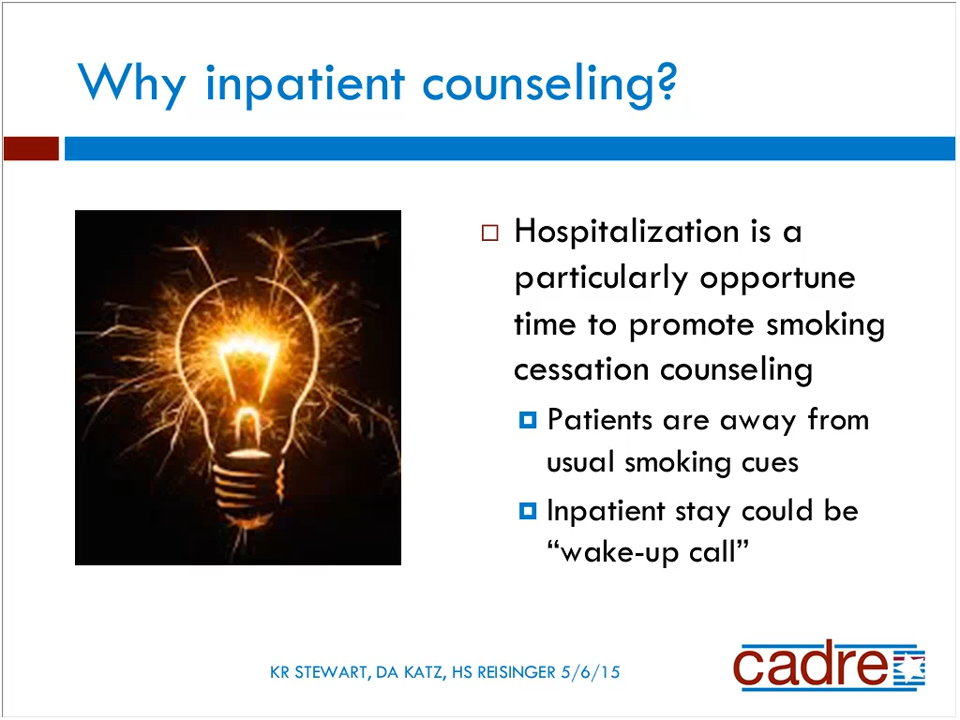 Why inpatient counseling?
Hospitalization is a
particularly opportune
time to promote smoking
cessation counseling
Patients are away from
usual smoking cues
Inpatient stay could be
“wake-up call”
KR STEWART, DA KATZ, HS REISINGER 5/6/15
cadre